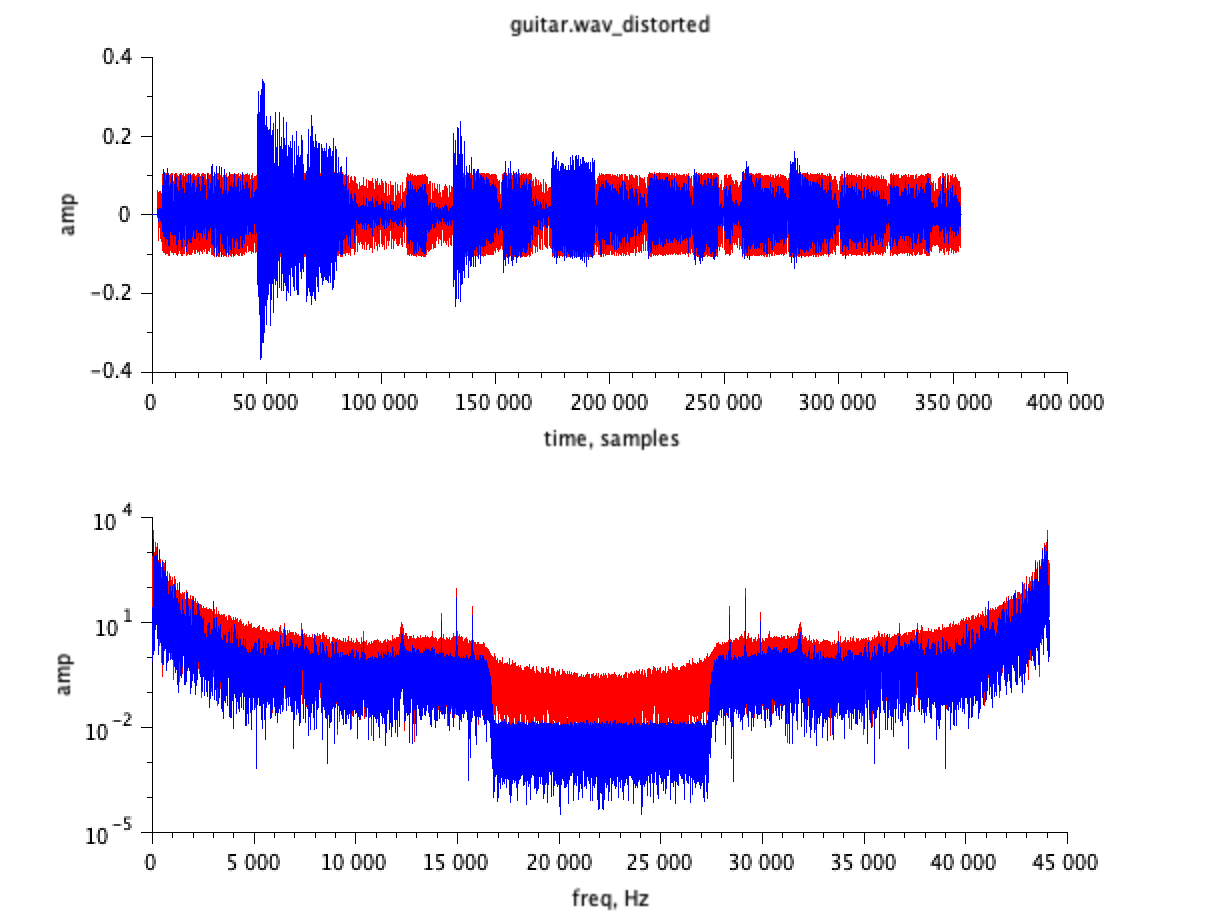 guitar.wav_distorted
0.4
0.2
0
−0.2
−0.4
amp
0 50 000 100 000 150 000 200 000 250 000 300 000 350 000 400 000
time, samples
10 4
10 1
10 −2
10 −5
amp
0 5 000 10 000 15 000 20 000 25 000 30 000 35 000 40 000 45 000
freq, Hz